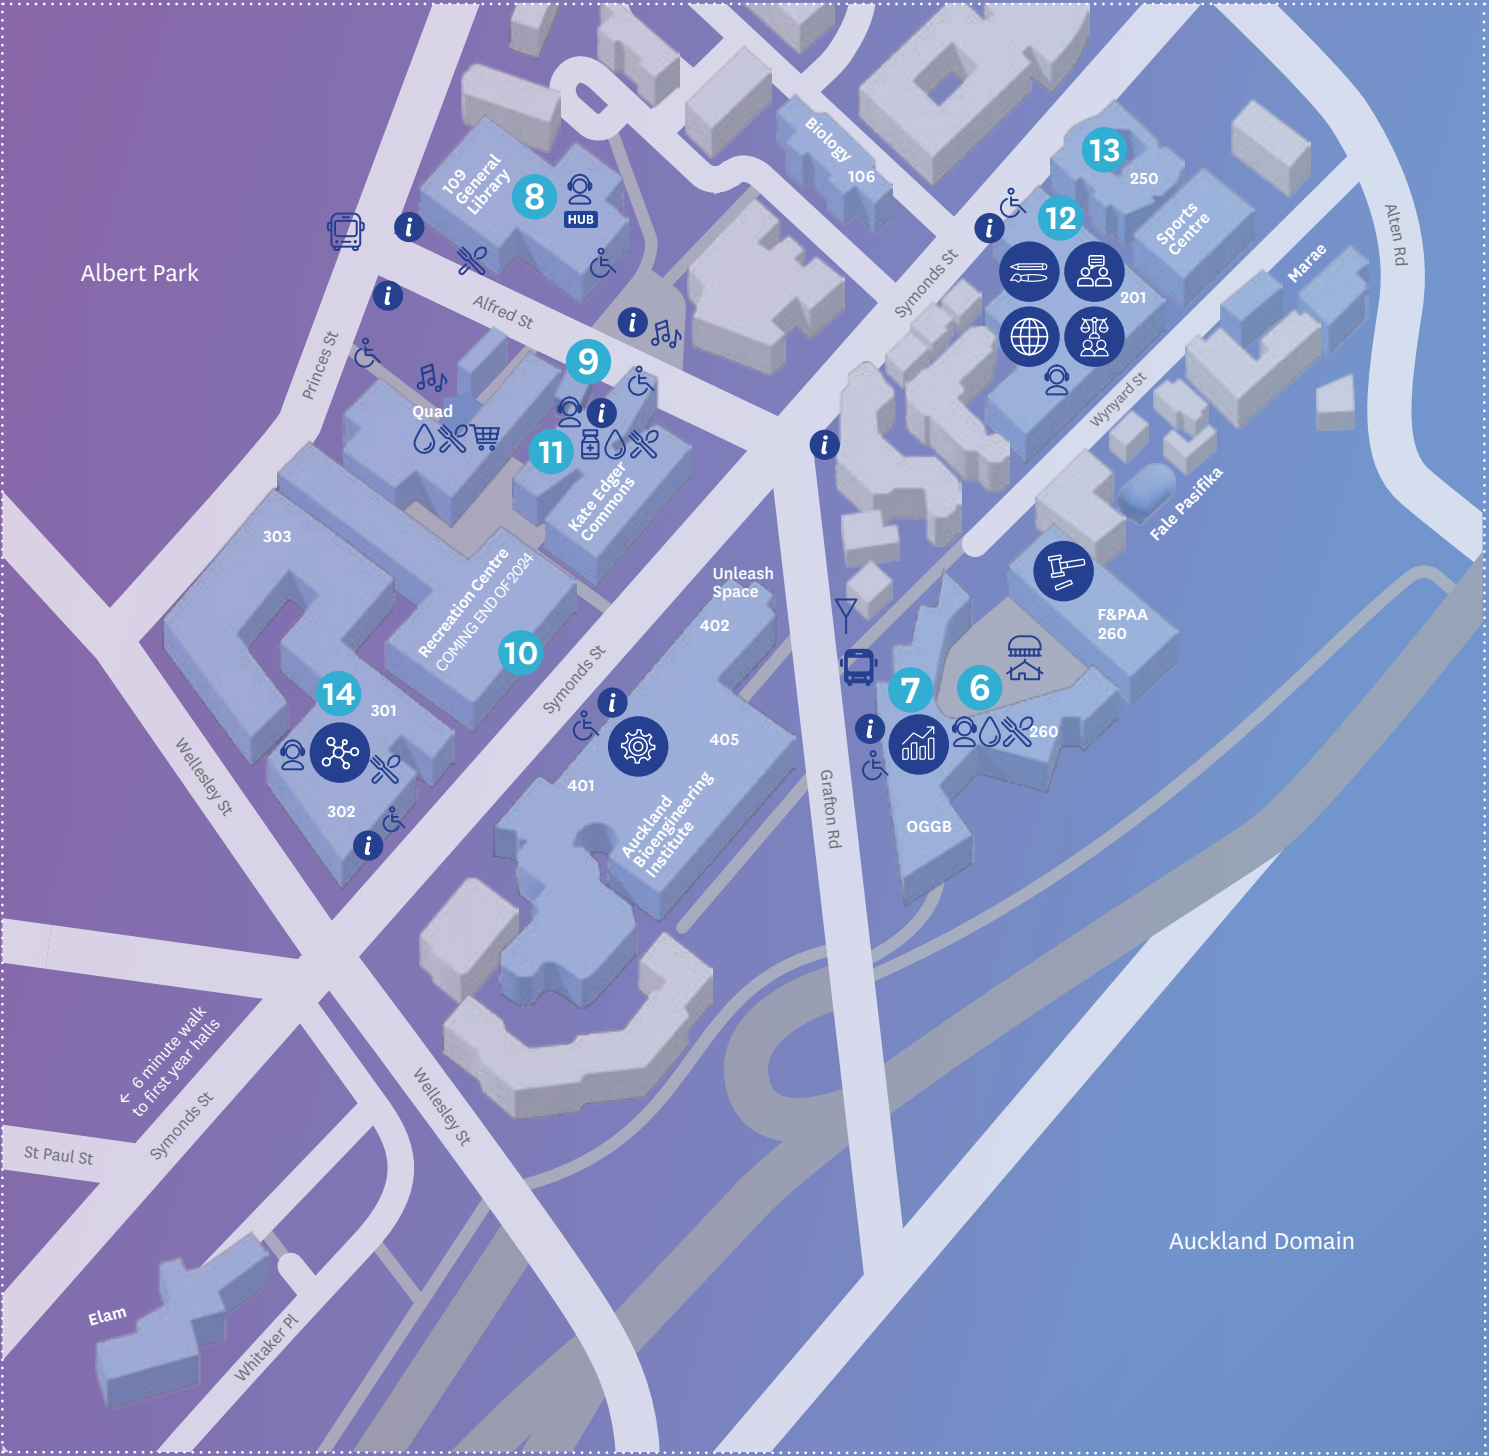 Biology
106
13
250
109
General
Library
8
HUB
i
12
i
Sports
Centre
Alten Rd
Albert Park
Marae
Symonds St
201
i
Alfred St
i
Princes St
9
Quad
i
11
Kate Edger
Commons
i
Wynyard St
Fale Pasifika
303
Recreation Centre
COMING END OF 2024
10
Unleash
Space
402
F&PAA
260
14
301
Symonds St
i
7
6
i
260
405
401
Wellesley St
302
i
Auckland
Bioengineering
Institute
Grafton Rd
OGGB
← 6 minute walk
to first year halls
Symonds St
St Paul St
Wellesley St
Auckland Domain
Elam
Whitaker Pl